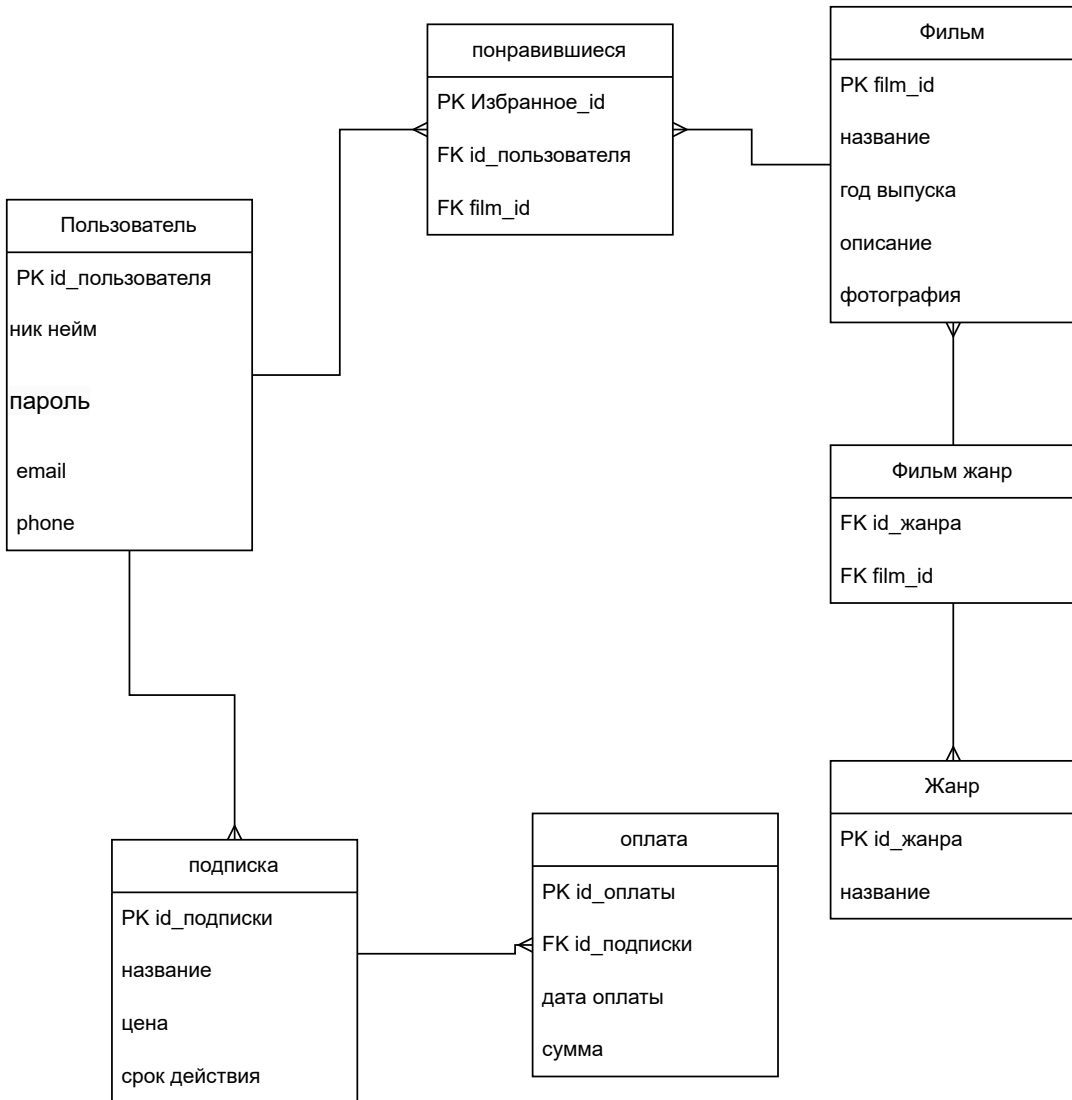 понравившиеся
PK Избранное_id
FK id_пользователя
FK film_id
Фильм
PK film_id
название
год выпуска
описание
фотография
Пользователь
PK id_пользователя
ник нейм
пароль
email
phone
Фильм жанр
FK id_жанра
FK film_id
Жанр
PK id_жанра
название
подписка
PK id_подписки
название
цена
срок действия
оплата
PK id_оплаты
FK id_подписки
дата оплаты
сумма